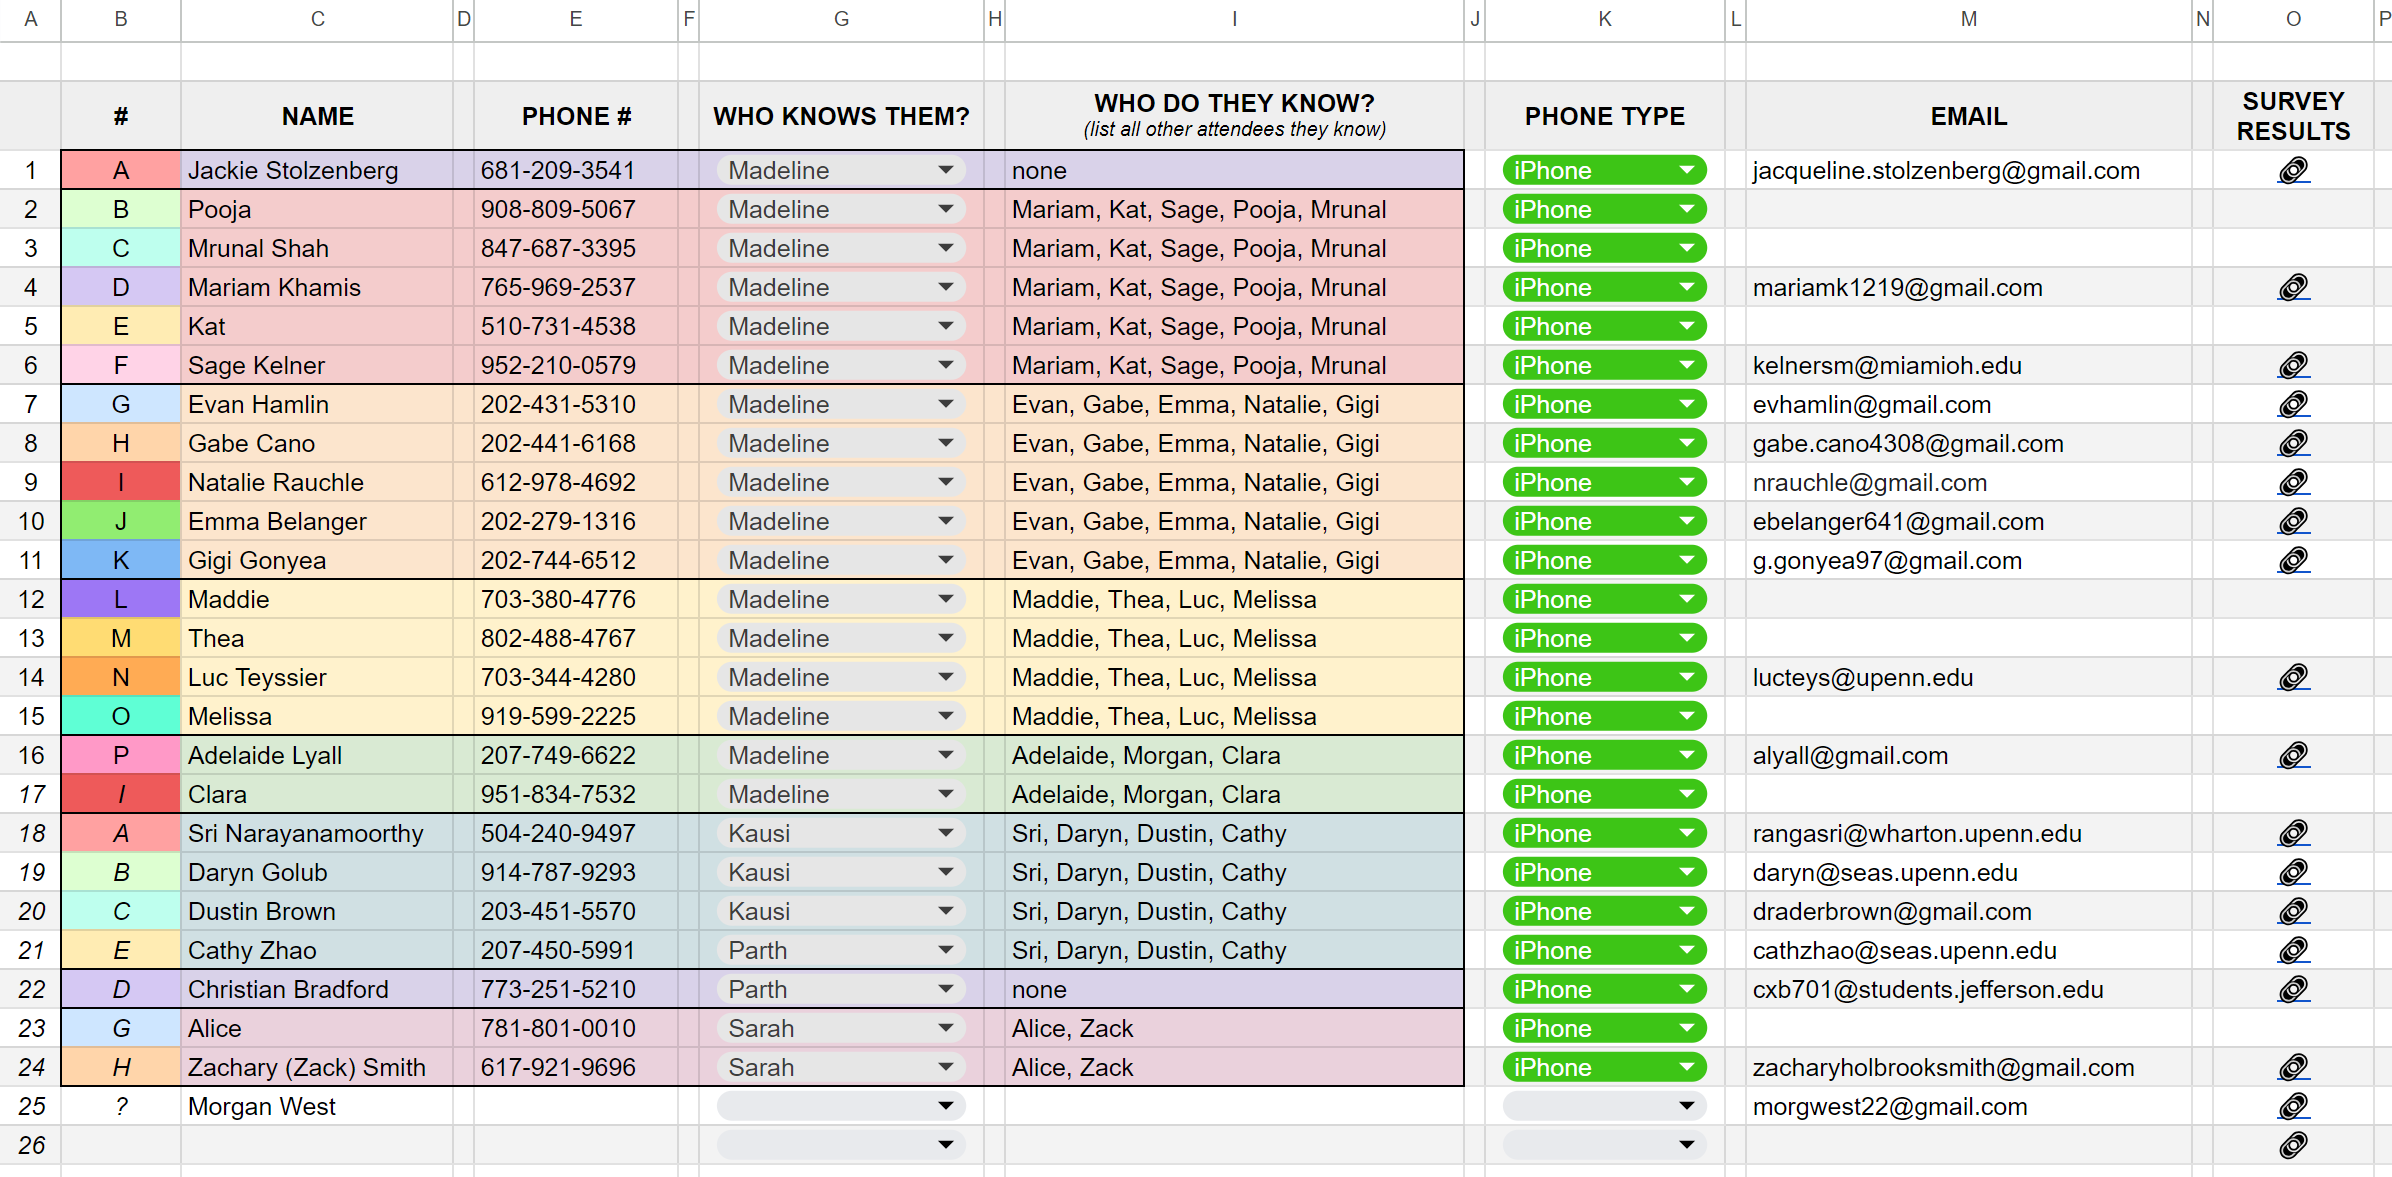 A B C D E F G H I J K L M N O P
# NAME PHONE # WHO KNOWS THEM? WHO DO THEY KNOW? (list all other attendees they know) PHONE TYPE EMAIL SURVEY RESULTS
1 A Jackie Stolzenberg 681-209-3541 Madeline none iPhone jacqueline.stolzenberg@gmail.com
2 B Pooja 908-809-5067 Madeline Mariam, Kat, Sage, Pooja, Mrunal iPhone
3 C Mrunal Shah 847-687-3395 Madeline Mariam, Kat, Sage, Pooja, Mrunal iPhone
4 D Mariam Khamis 765-969-2537 Madeline Mariam, Kat, Sage, Pooja, Mrunal iPhone mariamk1219@gmail.com
5 E Kat 510-731-4538 Madeline Mariam, Kat, Sage, Pooja, Mrunal iPhone
6 F Sage Kelner 952-210-0579 Madeline Mariam, Kat, Sage, Pooja, Mrunal iPhone kelnersm@miamioh.edu
7 G Evan Hamlin 202-431-5310 Madeline Evan, Gabe, Emma, Natalie, Gigi iPhone evhamlin@gmail.com
8 H Gabe Cano 202-441-6168 Madeline Evan, Gabe, Emma, Natalie, Gigi iPhone gabe.cano4308@gmail.com
9 I Natalie Rauchle 612-978-4692 Madeline Evan, Gabe, Emma, Natalie, Gigi iPhone nrauchle@gmail.com
10 J Emma Belanger 202-279-1316 Madeline Evan, Gabe, Emma, Natalie, Gigi iPhone ebelanger641@gmail.com
11 K Gigi Gonyea 202-744-6512 Madeline Evan, Gabe, Emma, Natalie, Gigi iPhone g.gonyea97@gmail.com
12 L Maddie 703-380-4776 Madeline Maddie, Thea, Luc, Melissa iPhone
13 M Thea 802-488-4767 Madeline Maddie, Thea, Luc, Melissa iPhone
14 N Luc Teyssier 703-344-4280 Madeline Maddie, Thea, Luc, Melissa iPhone lucteys@upenn.edu
15 O Melissa 919-599-2225 Madeline Maddie, Thea, Luc, Melissa iPhone
16 P Adelaide Lyall 207-749-6622 Madeline Adelaide, Morgan, Clara iPhone alyall@gmail.com
17 I Clara 951-834-7532 Madeline Adelaide, Morgan, Clara iPhone
18 A Sri Narayanamoorthy 504-240-9497 Kausi Sri, Daryn, Dustin, Cathy iPhone rangasri@wharton.upenn.edu
19 B Daryn Golub 914-787-9293 Kausi Sri, Daryn, Dustin, Cathy iPhone daryn@seas.upenn.edu
20 C Dustin Brown 203-451-5570 Kausi Sri, Daryn, Dustin, Cathy iPhone draderbrown@gmail.com
21 E Cathy Zhao 207-450-5991 Parth Sri, Daryn, Dustin, Cathy iPhone cathzhao@seas.upenn.edu
22 D Christian Bradford 773-251-5210 Parth none iPhone cxb701@students.jefferson.edu
23 G Alice 781-801-0010 Sarah Alice, Zack iPhone
24 H Zachary (Zack) Smith 617-921-9696 Sarah Alice, Zack iPhone zacharyholbrooksmith@gmail.com
25 ? Morgan West morgwest22@gmail.com
26